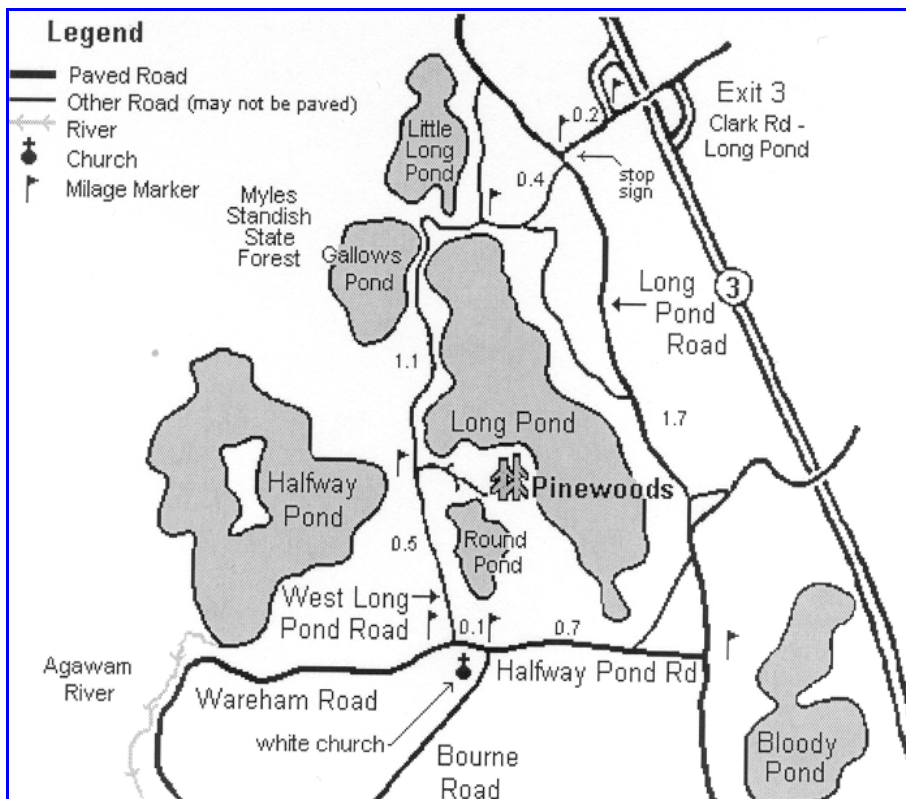 Legend
Paved Road
Other Road (may not be paved)
River
Church
Milage Marker
Exit 3
Clark Rd -
Long Pond
0.2
stop
sign
Little
Long
Pond
0.4
Myles
Standish
State
Forest
Gallows
Pond
3
Long
Pond
Road
1.1
1.7
Long Pond
Halfway
Pond
Pinewoods
0.5
Round
Pond
West Long
Pond Road
0.1
0.7
Agawam
River
Halfway Pond Rd
Wareham Road
white church
Bourne
Road
Bloody
Pond